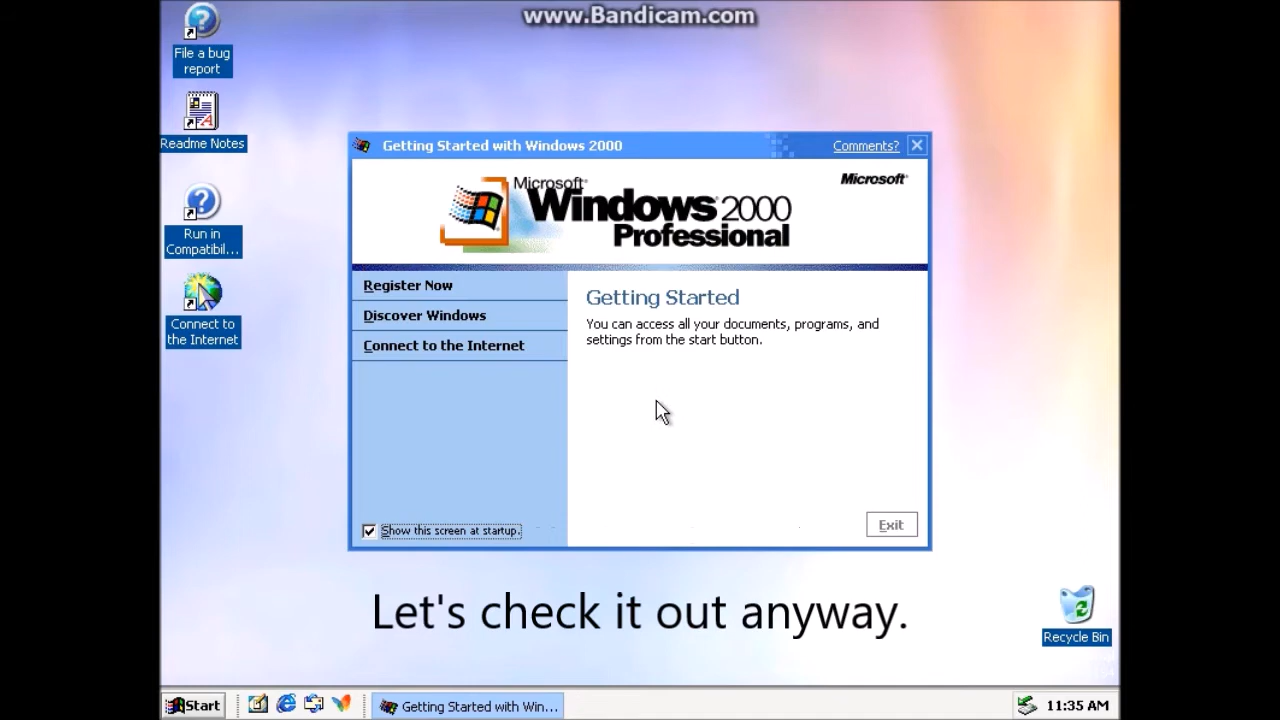 www.Bandicam.com
File a bug
report
Readme Notes
Run in
Compatibil...
Connect to
the Internet
Getting Started with Windows 2000
Comments?
Microsoft
Microsoft
Windows 2000
Professional
Register Now
Discover Windows
Connect to the Internet
Getting Started
You can access all your documents, programs, and
settings from the start button.
Show this screen at startup.
Exit
Let's check it out anyway.
Recycle Bin
Start
Getting Started with Win...
11:35 AM